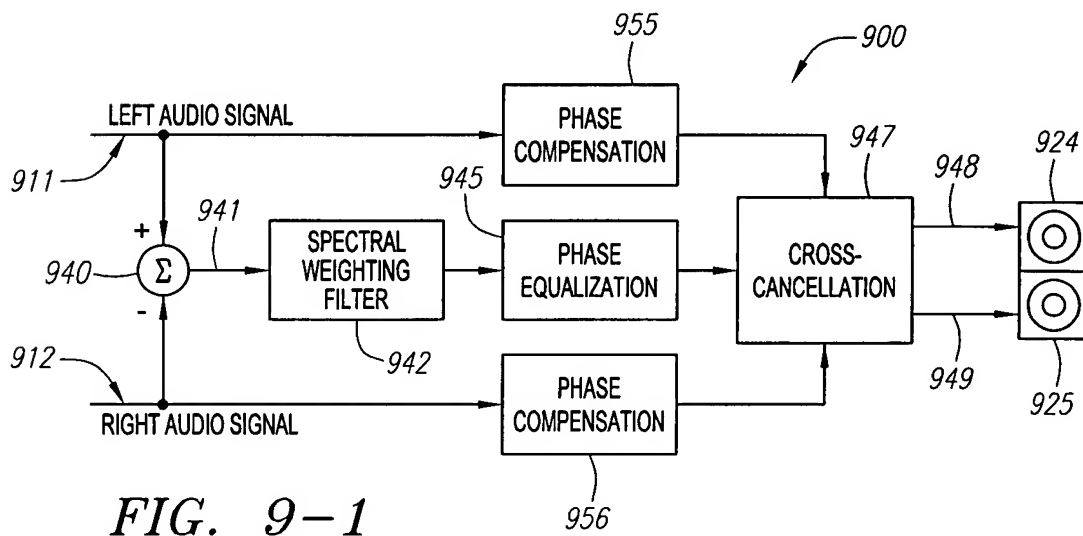 955
900
LEFT AUDIO SIGNAL
PHASE
COMPENSATION
947
924
911
945
948
941
+
940
Σ
SPECTRAL
WEIGHTING
FILTER
PHASE
EQUALIZATION
CROSS-
CANCELLATION
-
942
912
949
925
RIGHT AUDIO SIGNAL
PHASE
COMPENSATION
956
FIG. 9-1